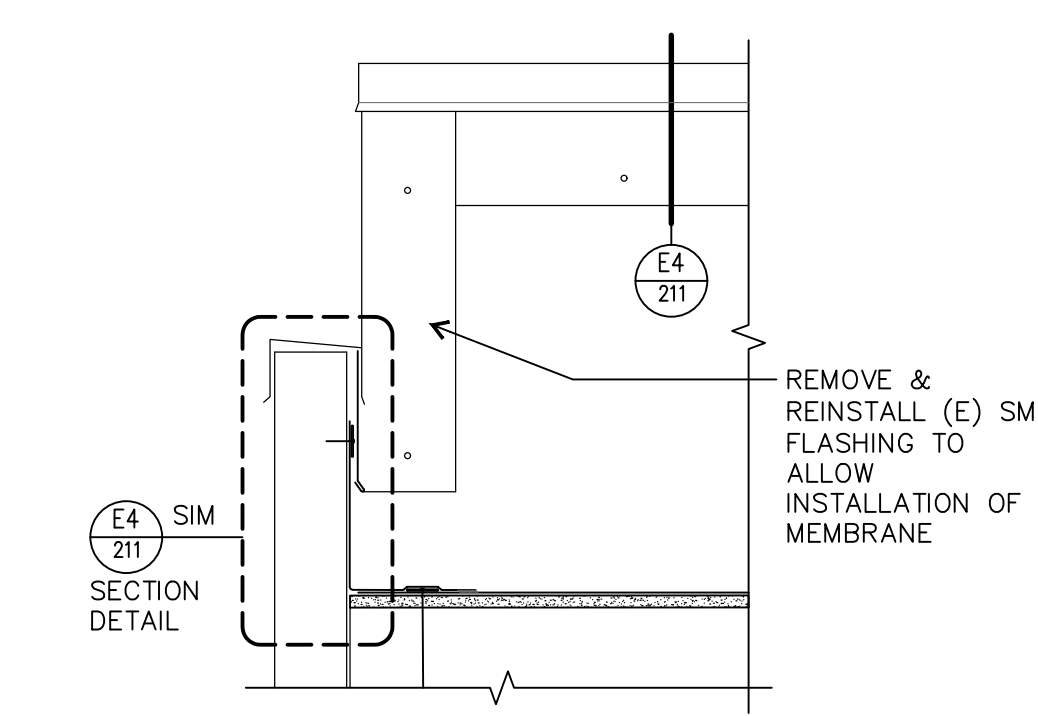 E4
211
REMOVE &
REINSTALL (E) SM
FLASHING TO
ALLOW
INSTALLATION OF
MEMBRANE
E4
211
SIM
SECTION
DETAIL